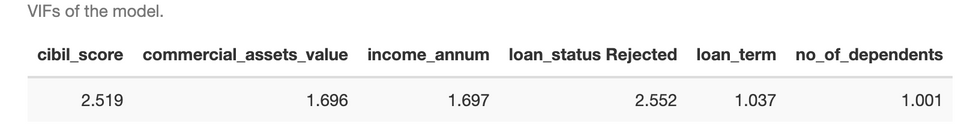 VIFs of the model.
cibil_score commercial_assets_value income_annum loan_status Rejected loan_term no_of_dependents
2.519 1.696 1.697 2.552 1.037 1.001